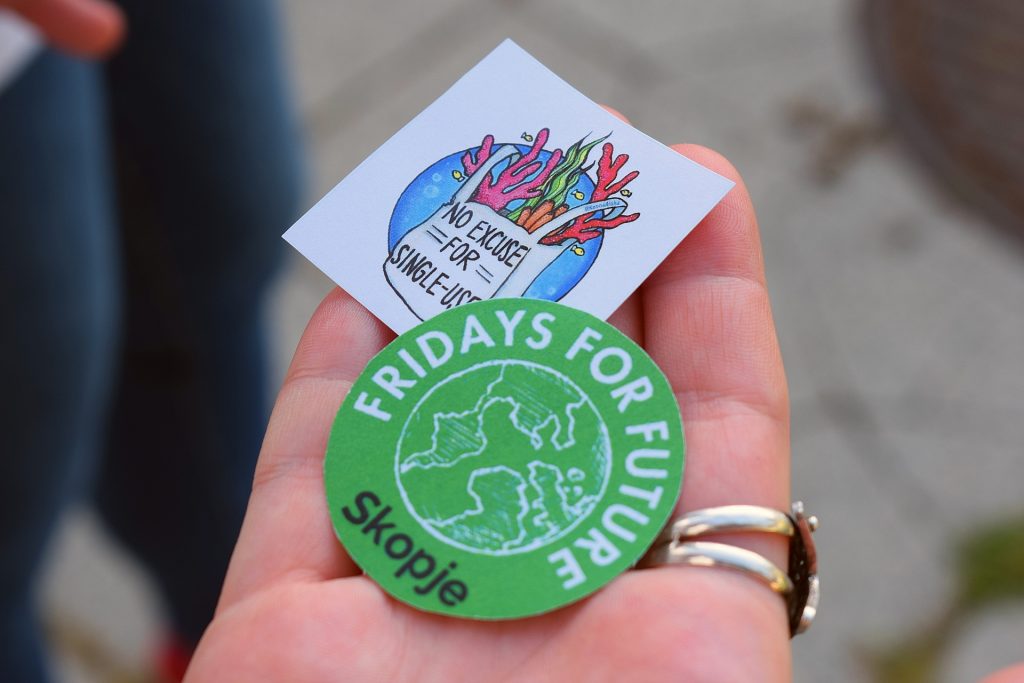 NO EXCUSE
FOR
SINGLE-USE
FRIDAYS FOR FUTURE
Skopje